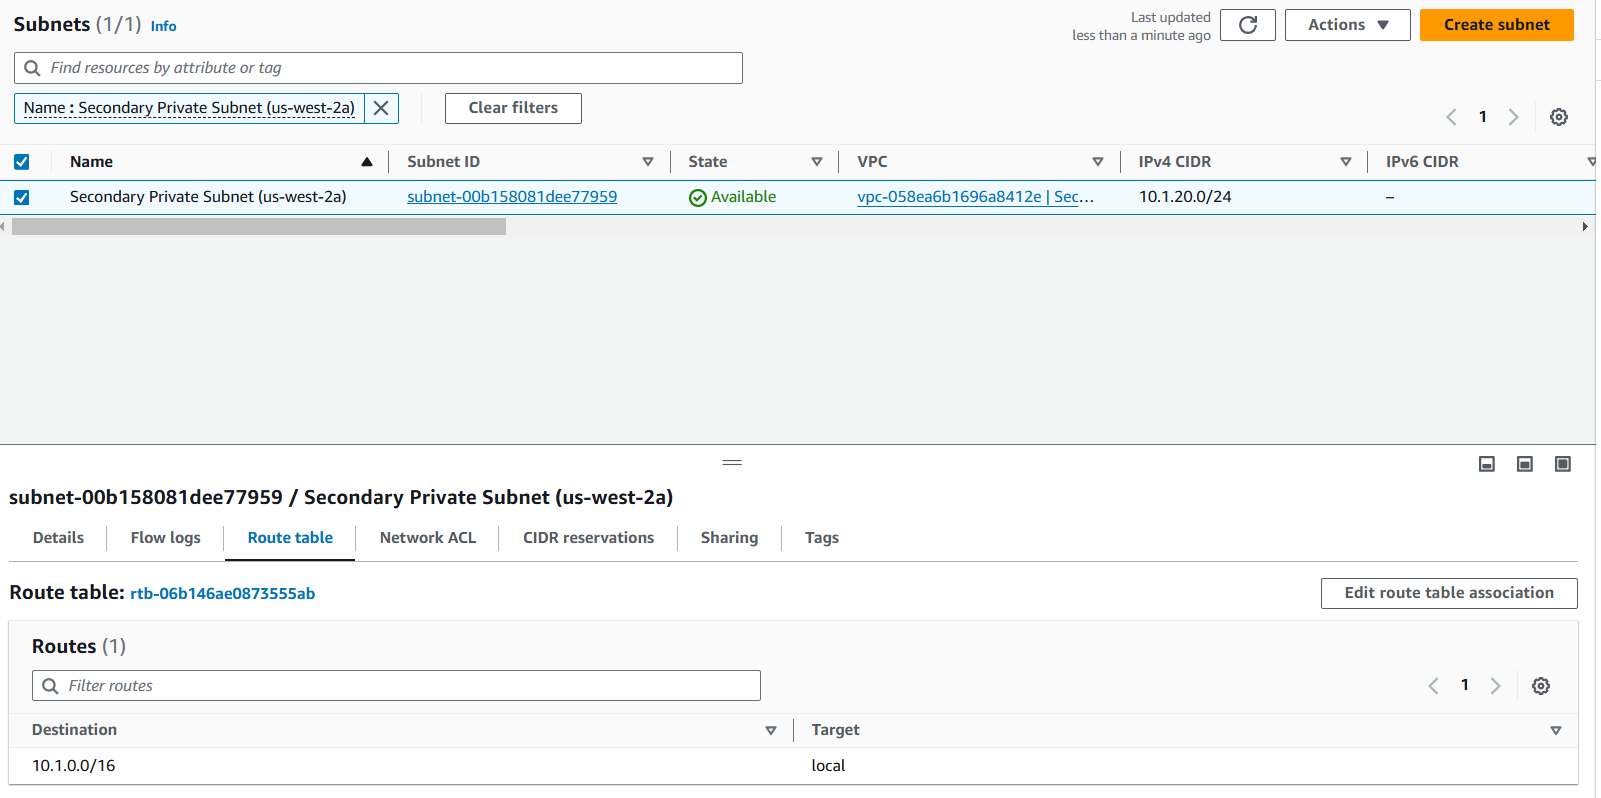 Subnets (1/1) Info
Last updated
less than a minute ago
Actions
Create subnet
Find resources by attribute or tag
Name : Secondary Private Subnet (us-west-2a)
Clear filters
1
Name Subnet ID State VPC IPv4 CIDR IPv6 CIDR
Secondary Private Subnet (us-west-2a) subnet-00b158081dee77959 Available vpc-058ea6b1696a8412e | Sec... 10.1.20.0/24 –
subnet-00b158081dee77959 / Secondary Private Subnet (us-west-2a)
Details Flow logs Route table Network ACL CIDR reservations Sharing Tags
Route table: rtb-06b146ae0873555ab
Edit route table association
Routes (1)
Filter routes
1
Destination Target
10.1.0.0/16 local